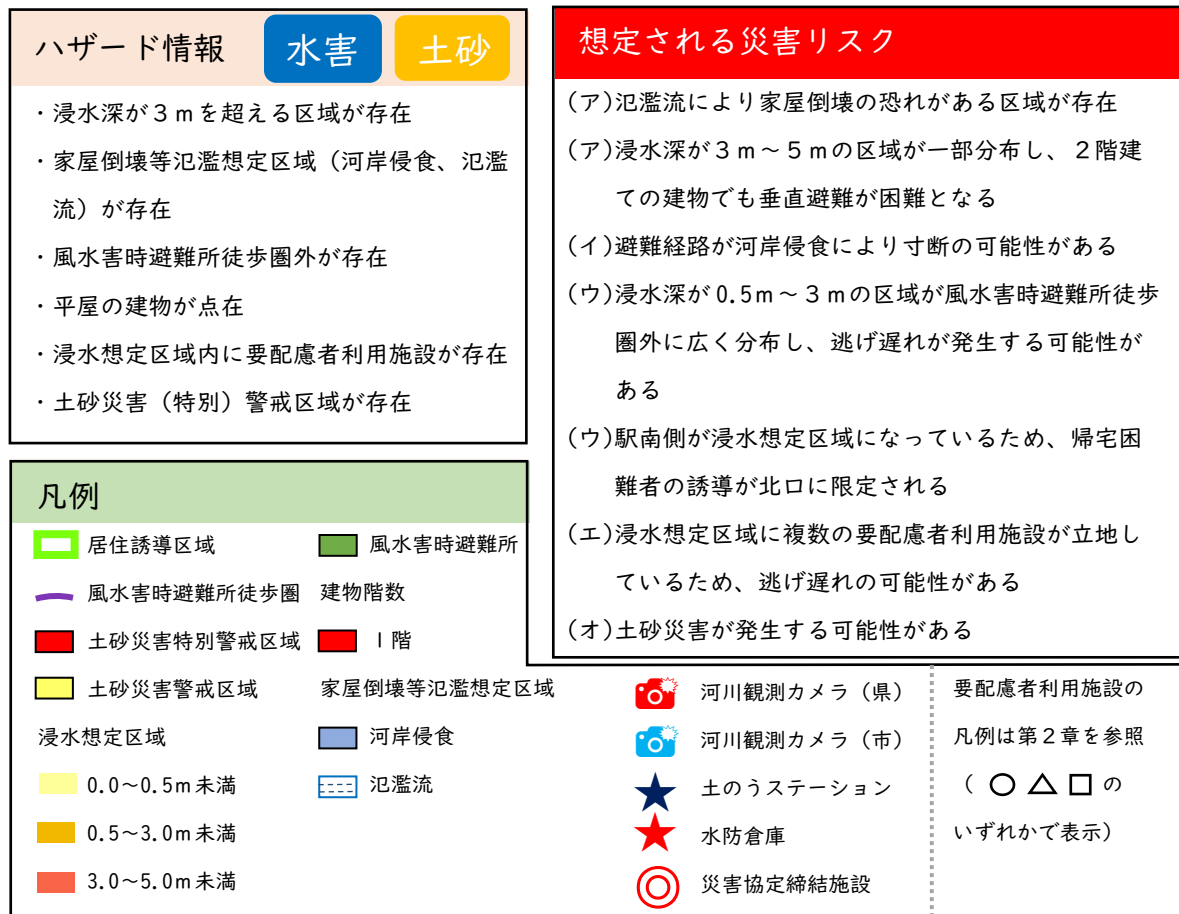 ハザード情報 水害 土砂
・浸水深が3mを超える区域が存在
・家屋倒壊等氾濫想定区域（河岸侵食、氾濫
流）が存在
・風水害時避難所徒歩圏外が存在
・平屋の建物が点在
・浸水想定区域内に要配慮者利用施設が存在
・土砂災害（特別）警戒区域が存在
想定される災害リスク
(ア)氾濫流により家屋倒壊の恐れがある区域が存在
(ア)浸水深が3m～5mの区域が一部分布し、2階建
ての建物でも垂直避難が困難となる
(イ)避難経路が河岸侵食により寸断の可能性がある
(ウ)浸水深が0.5m～3mの区域が風水害時避難所徒歩
圏外に広く分布し、逃げ遅れが発生する可能性が
ある
(ウ)駅南側が浸水想定区域になっているため、帰宅困
難者の誘導が北口に限定される
(エ)浸水想定区域に複数の要配慮者利用施設が立地し
ているため、逃げ遅れの可能性がある
(オ)土砂災害が発生する可能性がある
凡例
居住誘導区域
風水害時避難所徒歩圏
土砂災害特別警戒区域
土砂災害警戒区域
浸水想定区域
0.0～0.5m未満
0.5～3.0m未満
3.0～5.0m未満
風水害時避難所
建物階数
1階
家屋倒壊等氾濫想定区域
河岸侵食
氾濫流
河川観測カメラ（県）
河川観測カメラ（市）
土のうステーション
水防倉庫
災害協定締結施設
要配慮者利用施設の
凡例は第2章を参照
（○△□の
いずれかで表示）